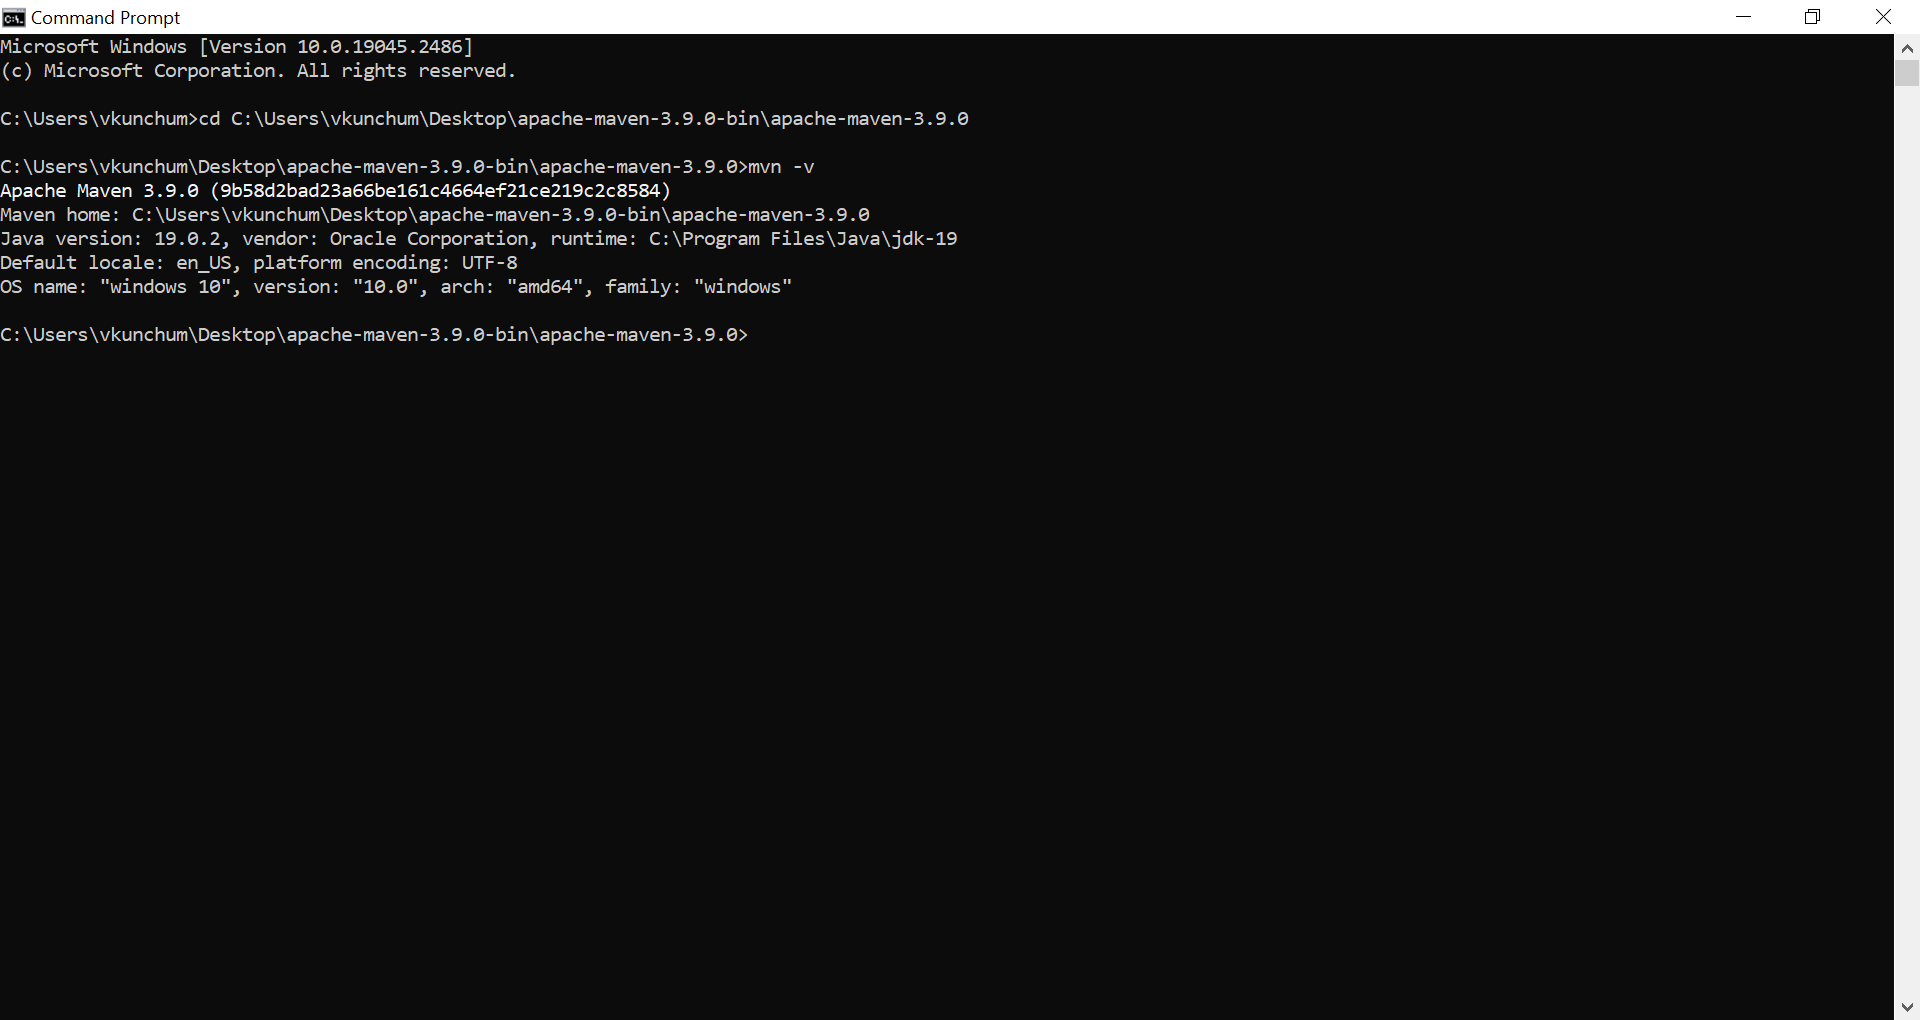 Command Prompt
Microsoft Windows [Version 10.0.19045.2486]
(c) Microsoft Corporation. All rights reserved.
C:\Users\vkunchum>cd C:\Users\vkunchum\Desktop\apache-maven-3.9.0-bin\apache-maven-3.9.0
C:\Users\vkunchum\Desktop\apache-maven-3.9.0-bin\apache-maven-3.9.0>mvn -v
Apache Maven 3.9.0 (9b58d2bad23a66be161c4664ef21ce219c2c8584)
Maven home: C:\Users\vkunchum\Desktop\apache-maven-3.9.0-bin\apache-maven-3.9.0
Java version: 19.0.2, vendor: Oracle Corporation, runtime: C:\Program Files\Java\jdk-19
Default locale: en_US, platform encoding: UTF-8
OS name: "windows 10", version: "10.0", arch: "amd64", family: "windows"
C:\Users\vkunchum\Desktop\apache-maven-3.9.0-bin\apache-maven-3.9.0>